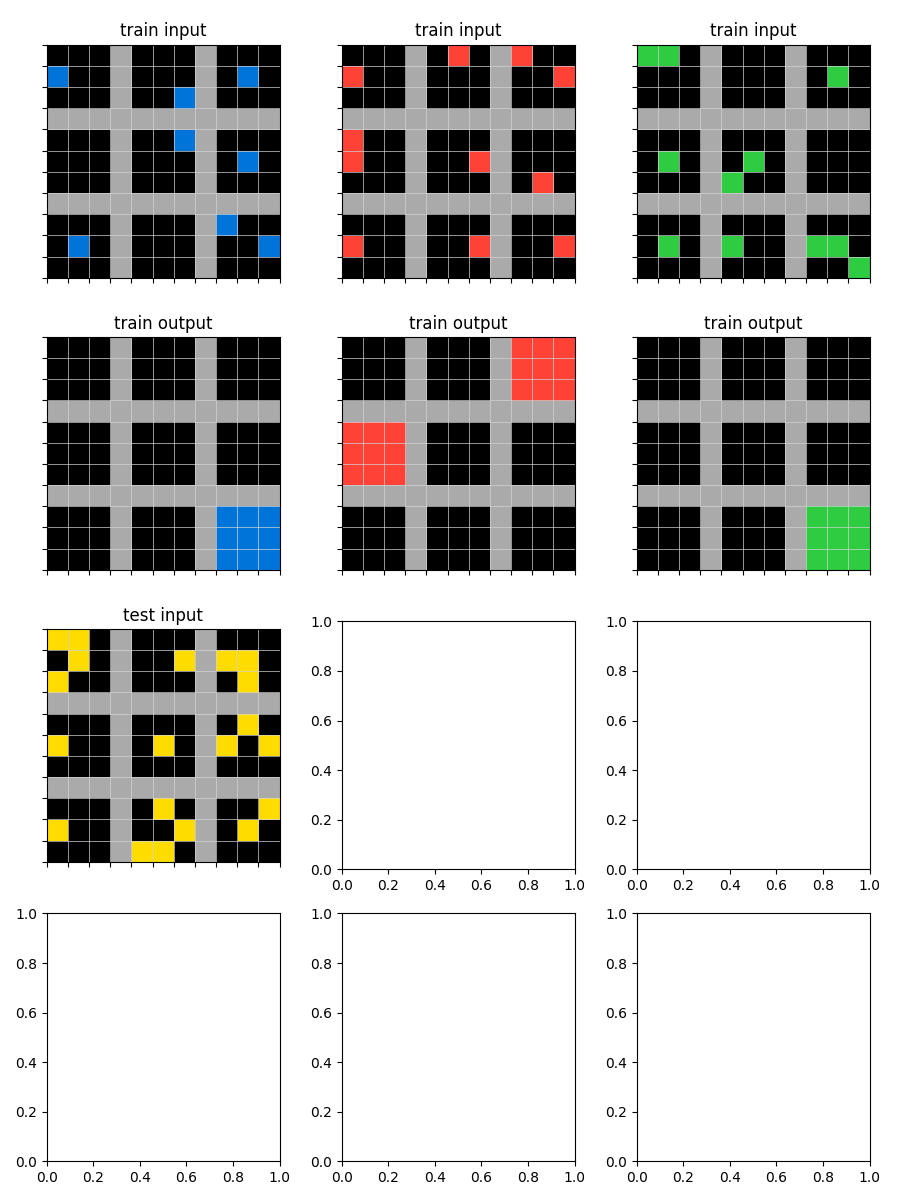 train input train input train input
train output train output train output
test input
1.0 1.0
0.8 0.8
0.6 0.6
0.4 0.4
0.2 0.2
0.0 0.0
0.0 0.2 0.4 0.6 0.8 1.0 0.0 0.2 0.4 0.6 0.8 1.0
1.0 1.0 1.0
0.8 0.8 0.8
0.6 0.6 0.6
0.4 0.4 0.4
0.2 0.2 0.2
0.0 0.0 0.0
0.0 0.2 0.4 0.6 0.8 1.0 0.0 0.2 0.4 0.6 0.8 1.0 0.0 0.2 0.4 0.6 0.8 1.0